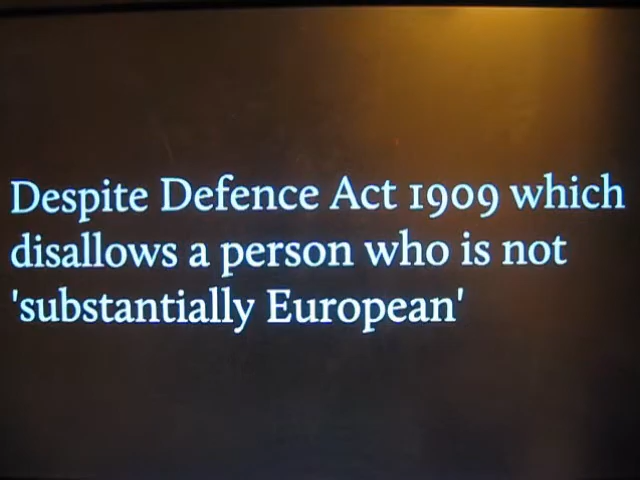 Despite Defence Act 1909 which
disallows a person who is not
'substantially European'